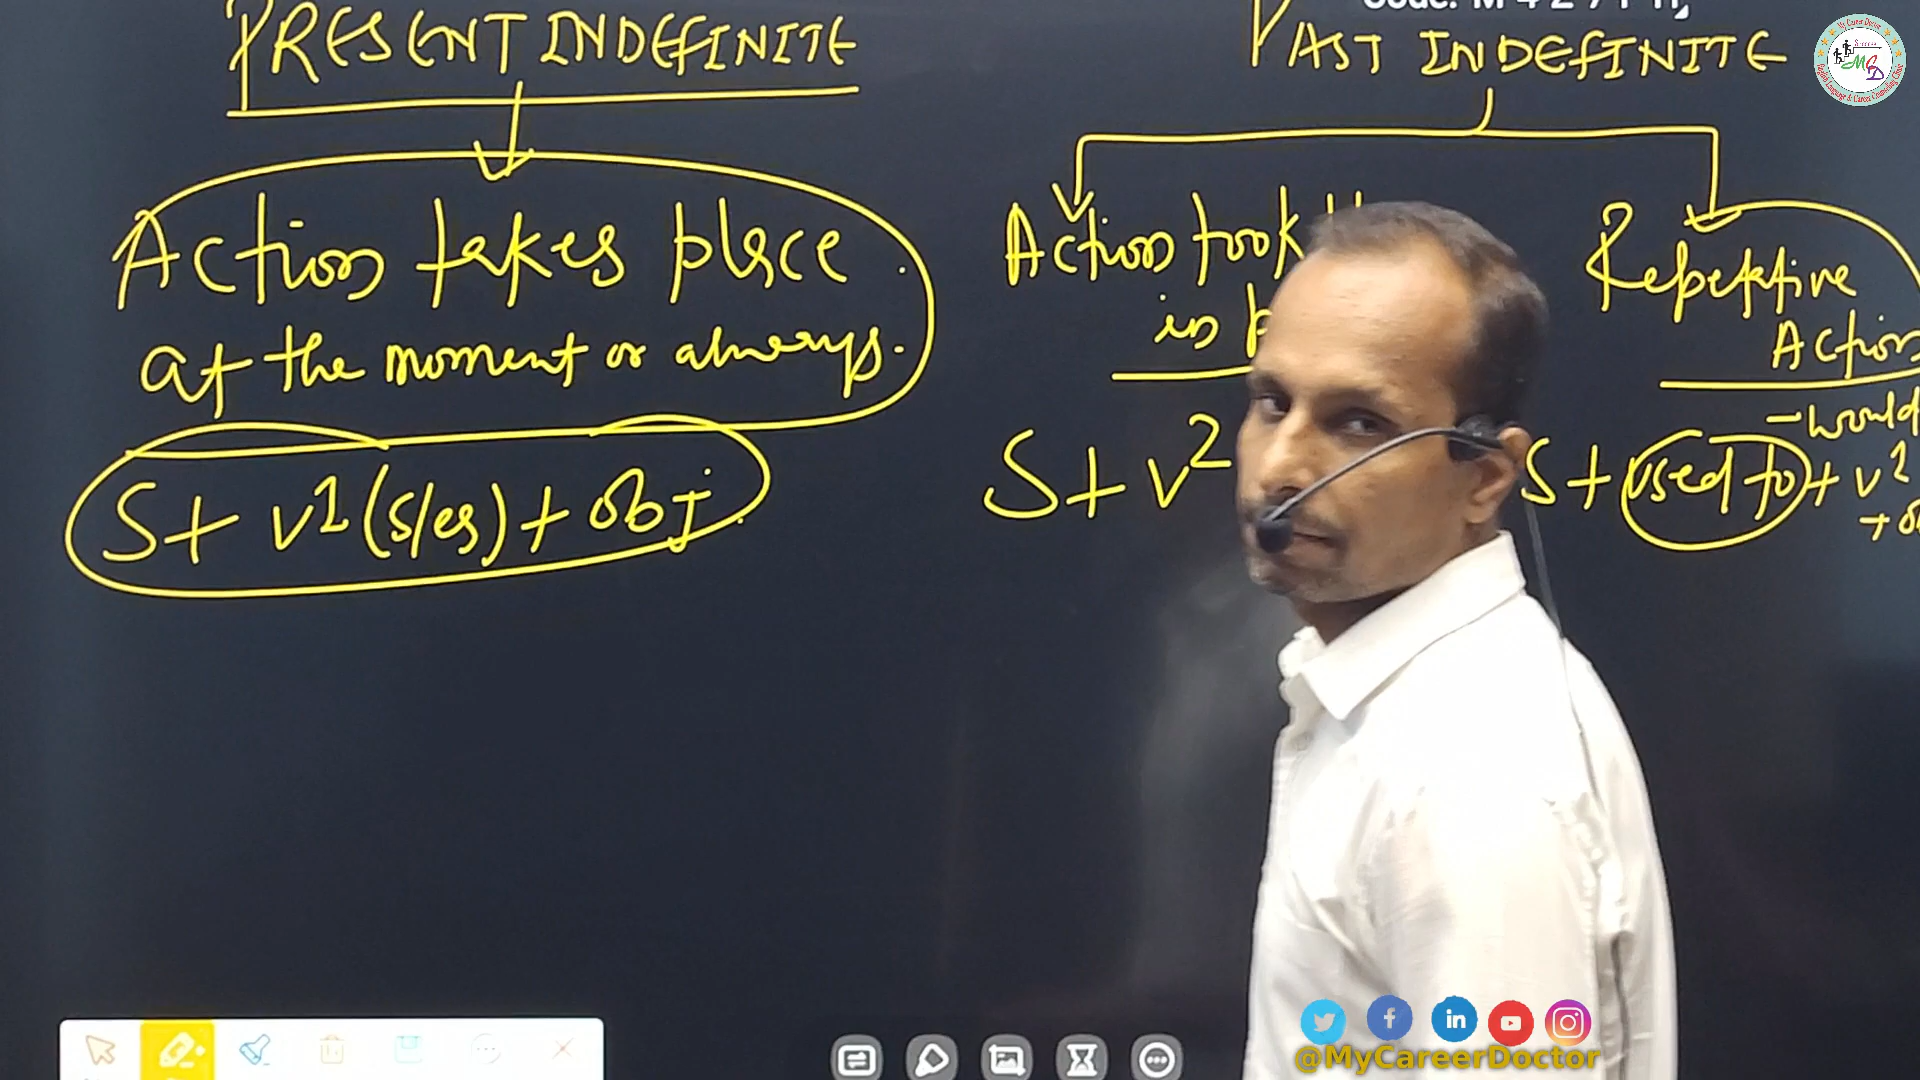 PRESENT INDEFINITE
Action takes place
at the moment or always.
S + v1 (s/es) + obj.
PAST INDEFINITE
Action took
in
S + v2
Repetitive
Action
- would
S + used to + v1
@MyCareerDoctor